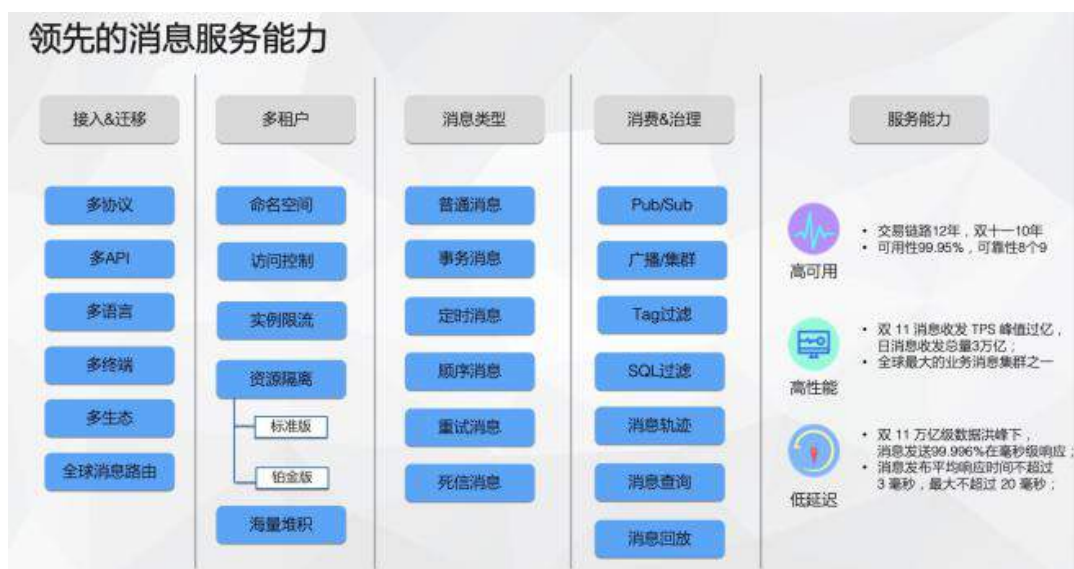 领先的消息服务能力
接入&迁移
多协议
多API
多语言
多终端
多生态
全球消息路由
多租户
命名空间
访问控制
实例限流
资源隔离
标准版
铂金版
海量堆积
消息类型
普通消息
事务消息
定时消息
顺序消息
重试消息
死信消息
消费&治理
Pub/Sub
广播/集群
Tag过滤
SQL过滤
消息轨迹
消息查询
消息回放
服务能力
高可用
• 交易链路12年，双十一10年
• 可用性99.95%，可靠性8个9
高性能
• 双 11 消息收发 TPS 峰值过亿，
日消息收发总量3万亿；
• 全球最大的业务消息集群之一
低延迟
• 双 11 万亿级数据洪峰下，
消息发送99.996%在毫秒级响应；
• 消息发布平均响应时间不超过
3 毫秒，最大不超过 20 毫秒；